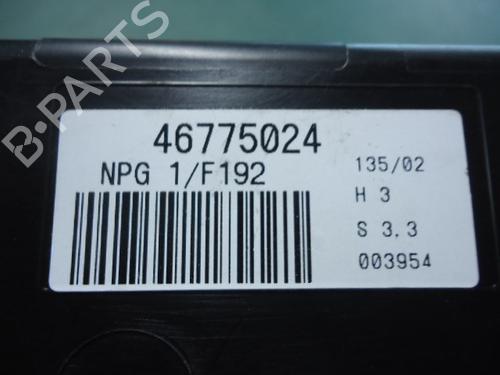 B-PARTS
46775024
NPG 1/F192
135/02
H 3
S 3.3
003954